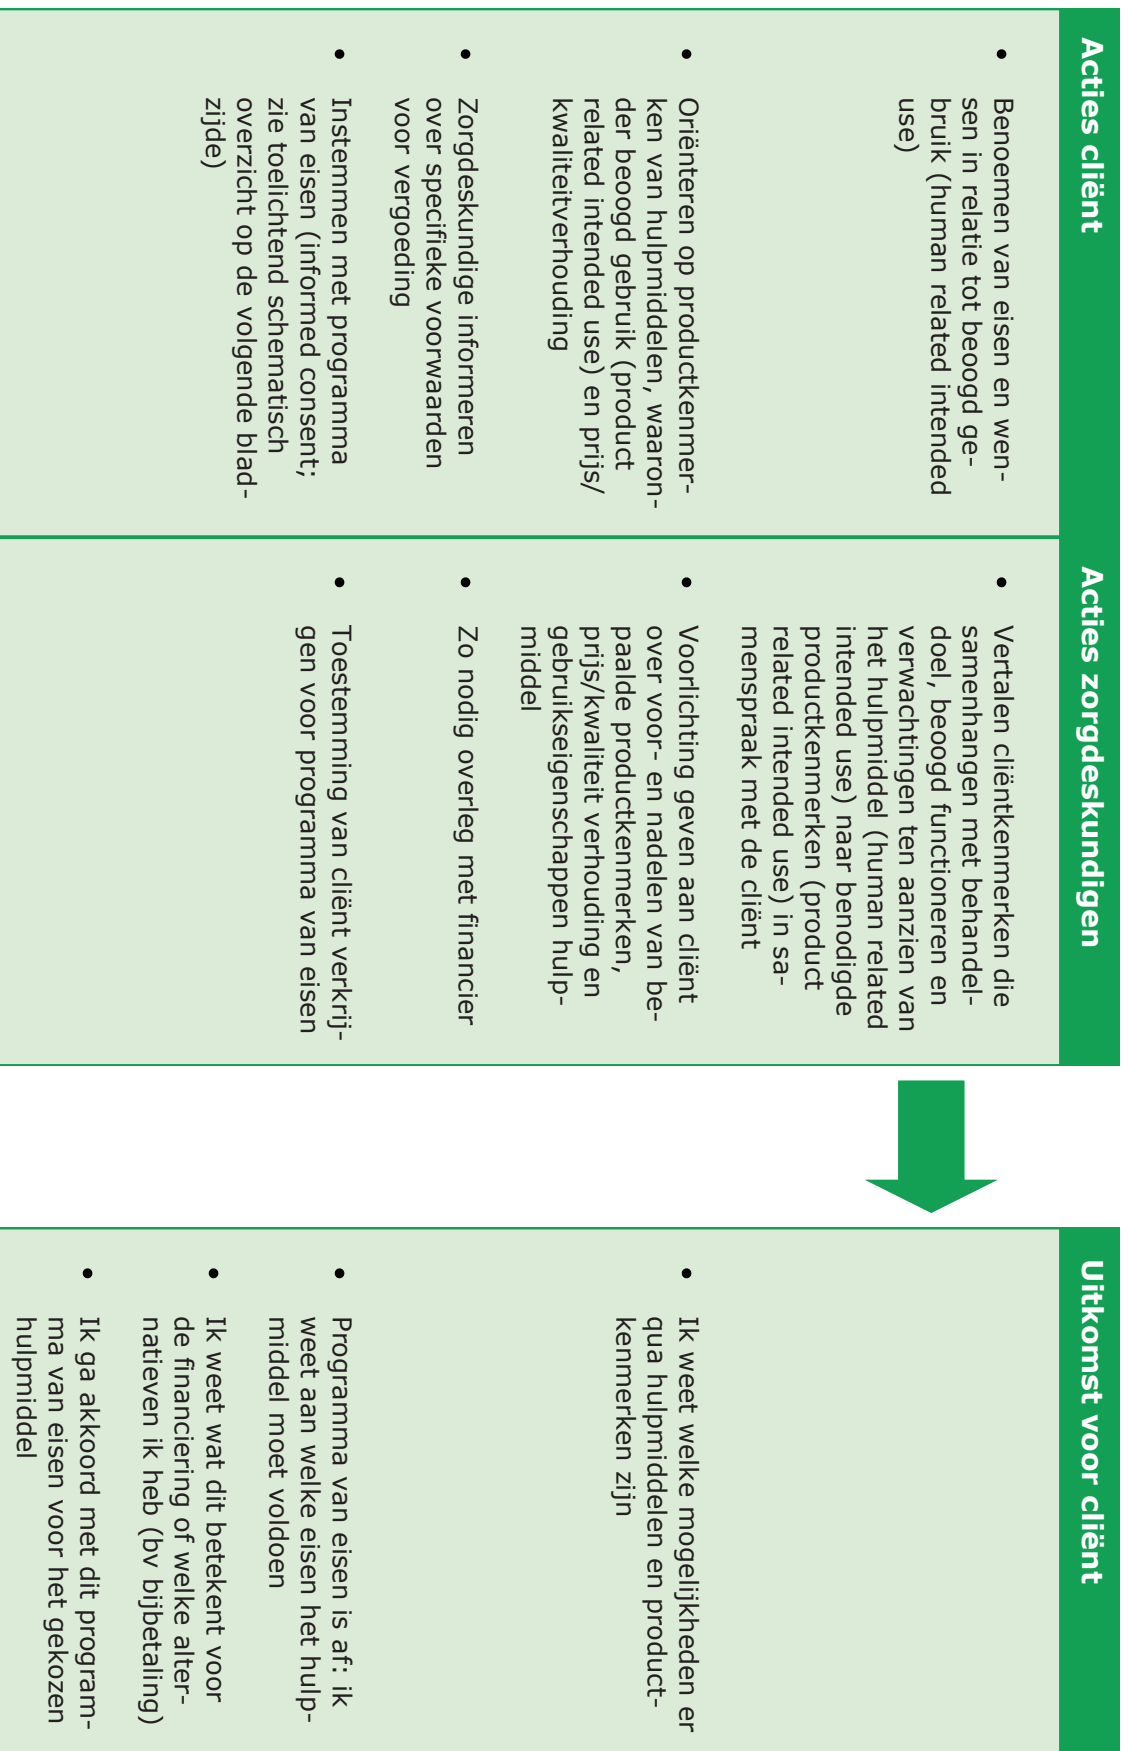 Acties cliënt
• Benoemen van eisen en wen-
sen in relatie tot beoogd ge-
bruik (human related intended
use)
• Oriënteren op productkenmer-
ken van hulpmiddelen, waaron-
der beoogd gebruik (product
related intended use) en prijs/
kwaliteitverhouding
• Zorgdeskundige informeren
over specifieke voorwaarden
voor vergoeding
• Instemmen met programma
van eisen (informed consent;
zie toelichtend schematisch
overzicht op de volgende blad-
zijde)
Acties zorgdeskundigen
• Vertalen cliëntkenmerken die
samenhangen met behandel-
doel, beoogd functioneren en
verwachtingen ten aanzien van
het hulpmiddel (human related
intended use) naar benodigde
productkenmerken (product
related intended use) in sa-
menspraak met de cliënt
• Voorlichting geven aan cliënt
over voor- en nadelen van be-
paalde productkenmerken,
prijs/kwaliteit verhouding en
gebruikseigenschappen hulp-
middel
• Zo nodig overleg met financier
• Toestemming van cliënt verkrij-
gen voor programma van eisen
Uitkomst voor cliënt
• Ik weet welke mogelijkheden er
qua hulpmiddelen en product-
kenmerken zijn
• Programma van eisen is af: ik
weet aan welke eisen het hulp-
middel moet voldoen
• Ik weet wat dit betekent voor
de financiering of welke alter-
natieven ik heb (bv bijbetaling)
• Ik ga akkoord met dit program-
ma van eisen voor het gekozen
hulpmiddel